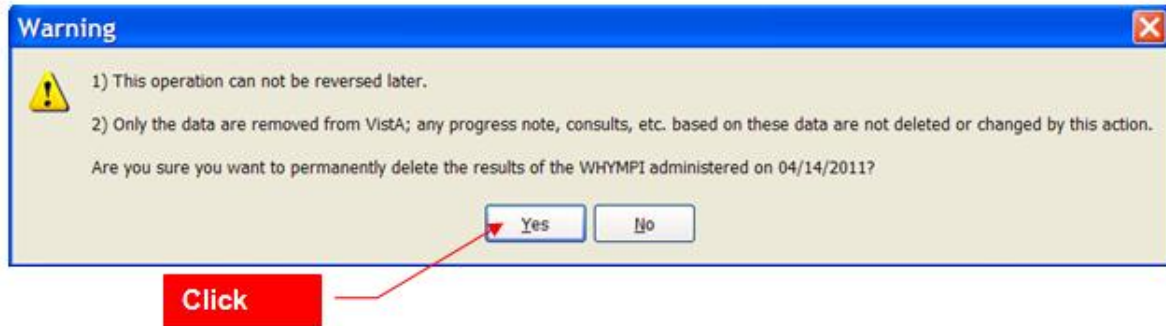 Warning
1) This operation can not be reversed later.
2) Only the data are removed from VistA; any progress note, consults, etc. based on these data are not deleted or changed by this action.
Are you sure you want to permanently delete the results of the WHYMPI administered on 04/14/2011?
Yes No
Click